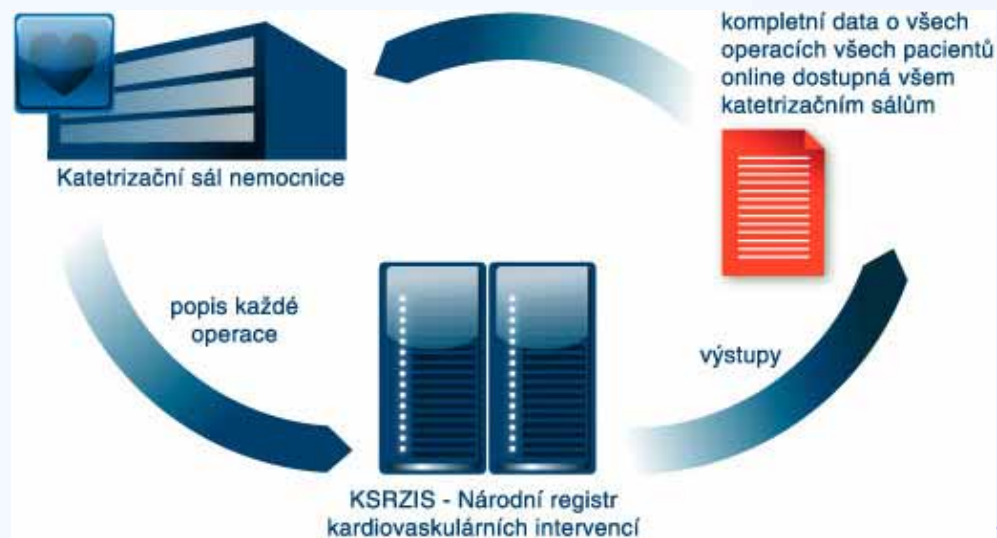 kompletní data o všech
operacích všech pacientů
online dostupná všem
katetrizačním sálům
Katetrizační sál nemocnice
popis každé
operace
výstupy
KSRZIS - Národní registr
kardiovaskulárních intervencí